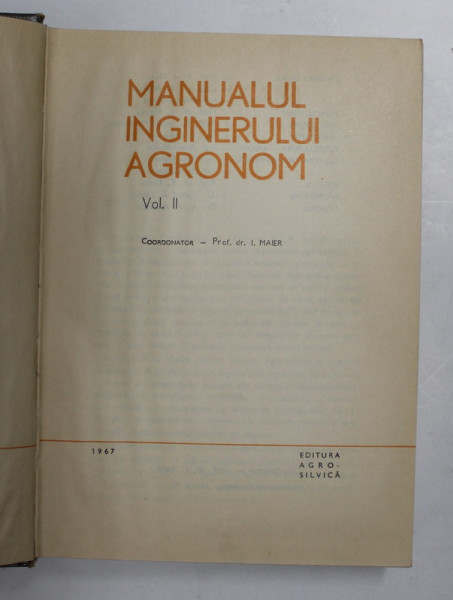 MANUALUL
INGINERULUI
AGRONOM
Vol. II
COORDONATOR – Prof. dr. I. MAIER
1967
EDITURA
AGRO-
SILVICĂ